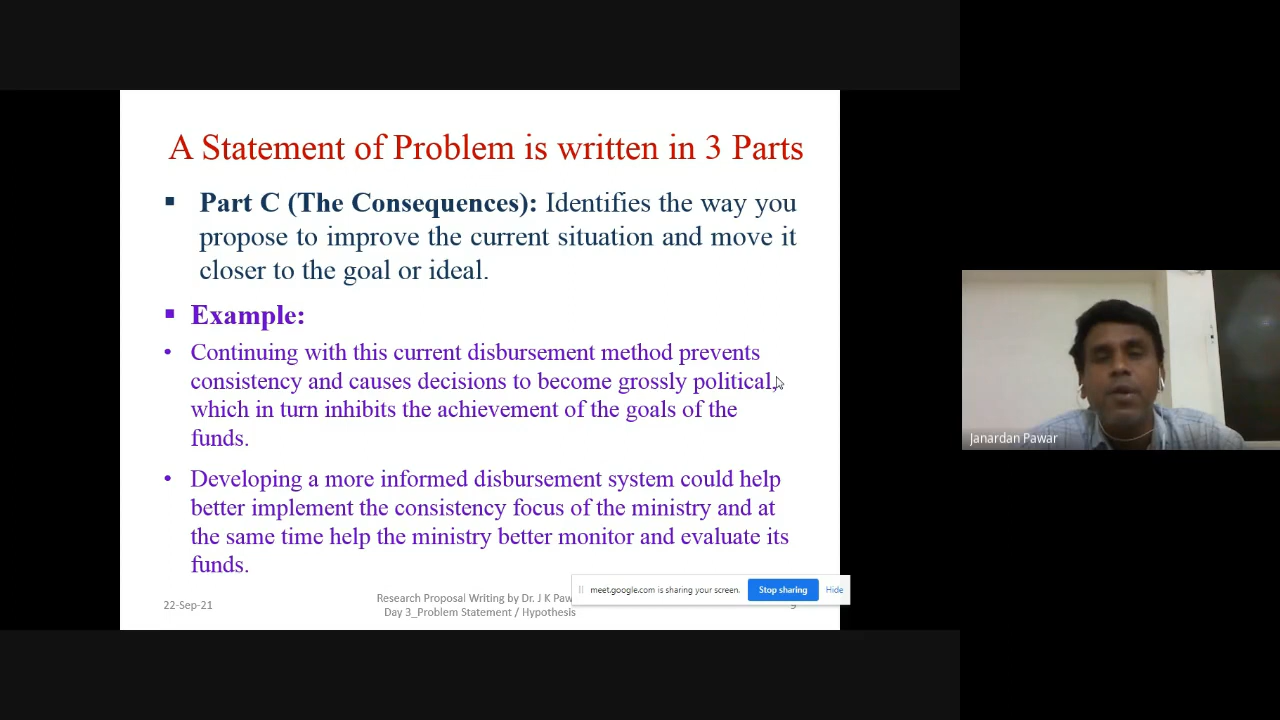 A Statement of Problem is written in 3 Parts
Part C (The Consequences): Identifies the way you
propose to improve the current situation and move it
closer to the goal or ideal.
Example:
Continuing with this current disbursement method prevents
consistency and causes decisions to become grossly political,
which in turn inhibits the achievement of the goals of the
funds.
Developing a more informed disbursement system could help
better implement the consistency focus of the ministry and at
the same time help the ministry better monitor and evaluate its
funds.
22-Sep-21
Research Proposal Writing by Dr. J K Paw
Day 3_Problem Statement / Hypothesis
meet.google.com is sharing your screen.
Stop sharing
Hide
Janardan Pawar